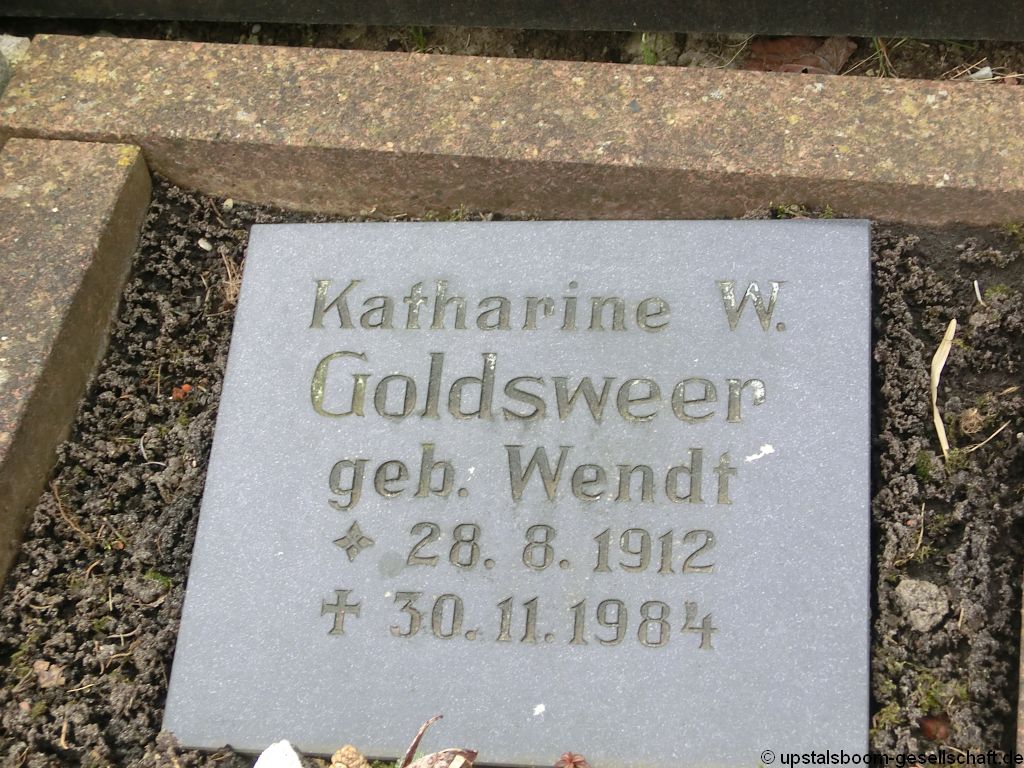 Katharine W.
Goldsweer
geb. Wendt
28. 8. 1912
30. 11. 1984
© upstalsboom-gesellschaft.de